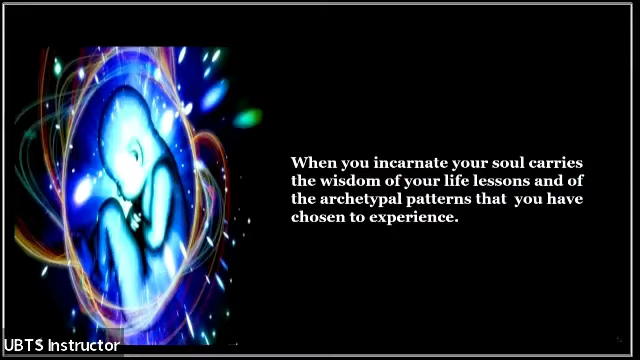 When you incarnate your soul carries
the wisdom of your life lessons and of
the archetypal patterns that  you have
chosen to experience.
UBTS Instructor